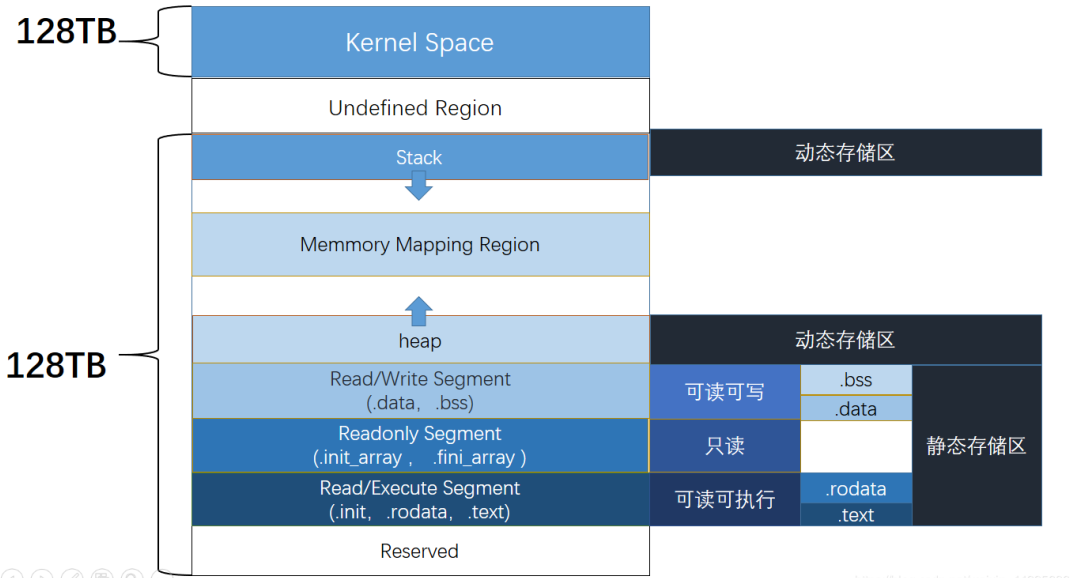 128TB
Kernel Space
Undefined Region
Stack
动态存储区
Memmory Mapping Region
128TB
heap
动态存储区
Read/Write Segment
(.data，.bss)
可读可写
.bss
.data
Readonly Segment
(.init_array ，.fini_array )
只读
静态存储区
Read/Execute Segment
(.init，.rodata，.text)
可读可执行
.rodata
.text
Reserved